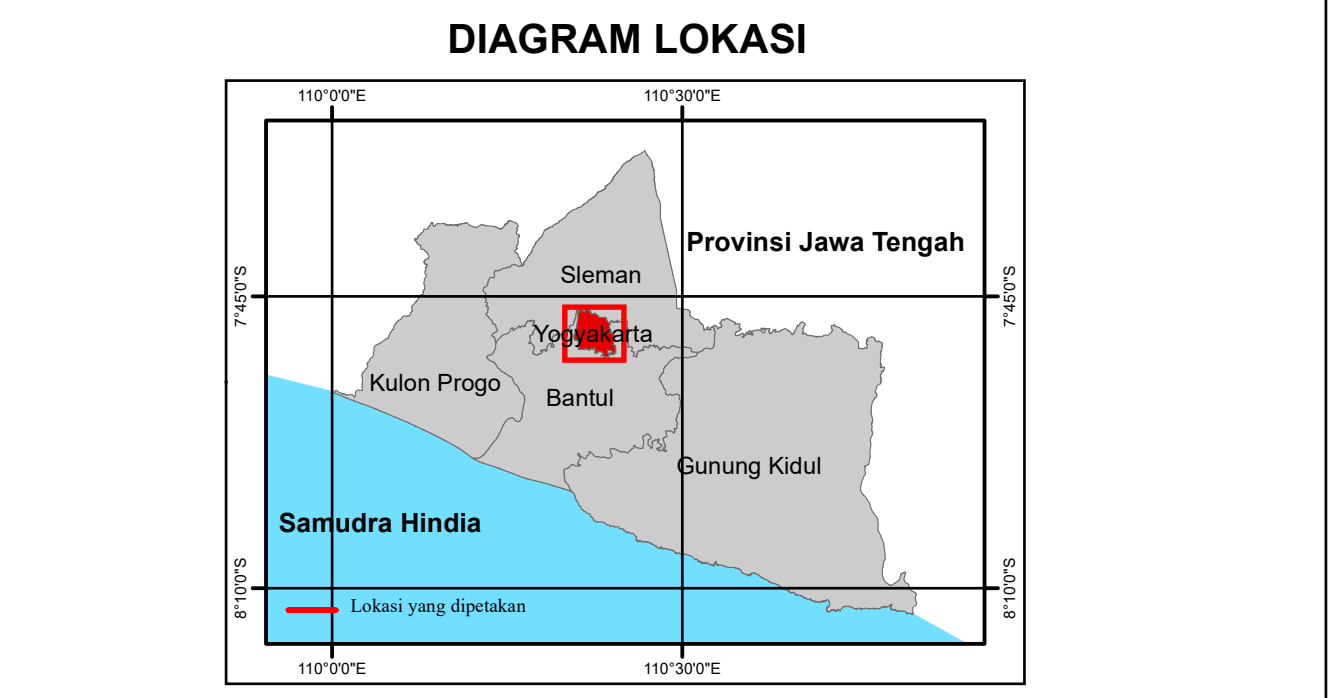 DIAGRAM LOKASI
110°0'0"E
110°30'0"E
Provinsi Jawa Tengah
Sleman
7°45'0"S
7°45'0"S
Yogyakarta
Kulon Progo
Bantul
Gunung Kidul
Samudra Hindia
8°10'0"S
8°10'0"S
Lokasi yang dipetakan
110°0'0"E
110°30'0"E